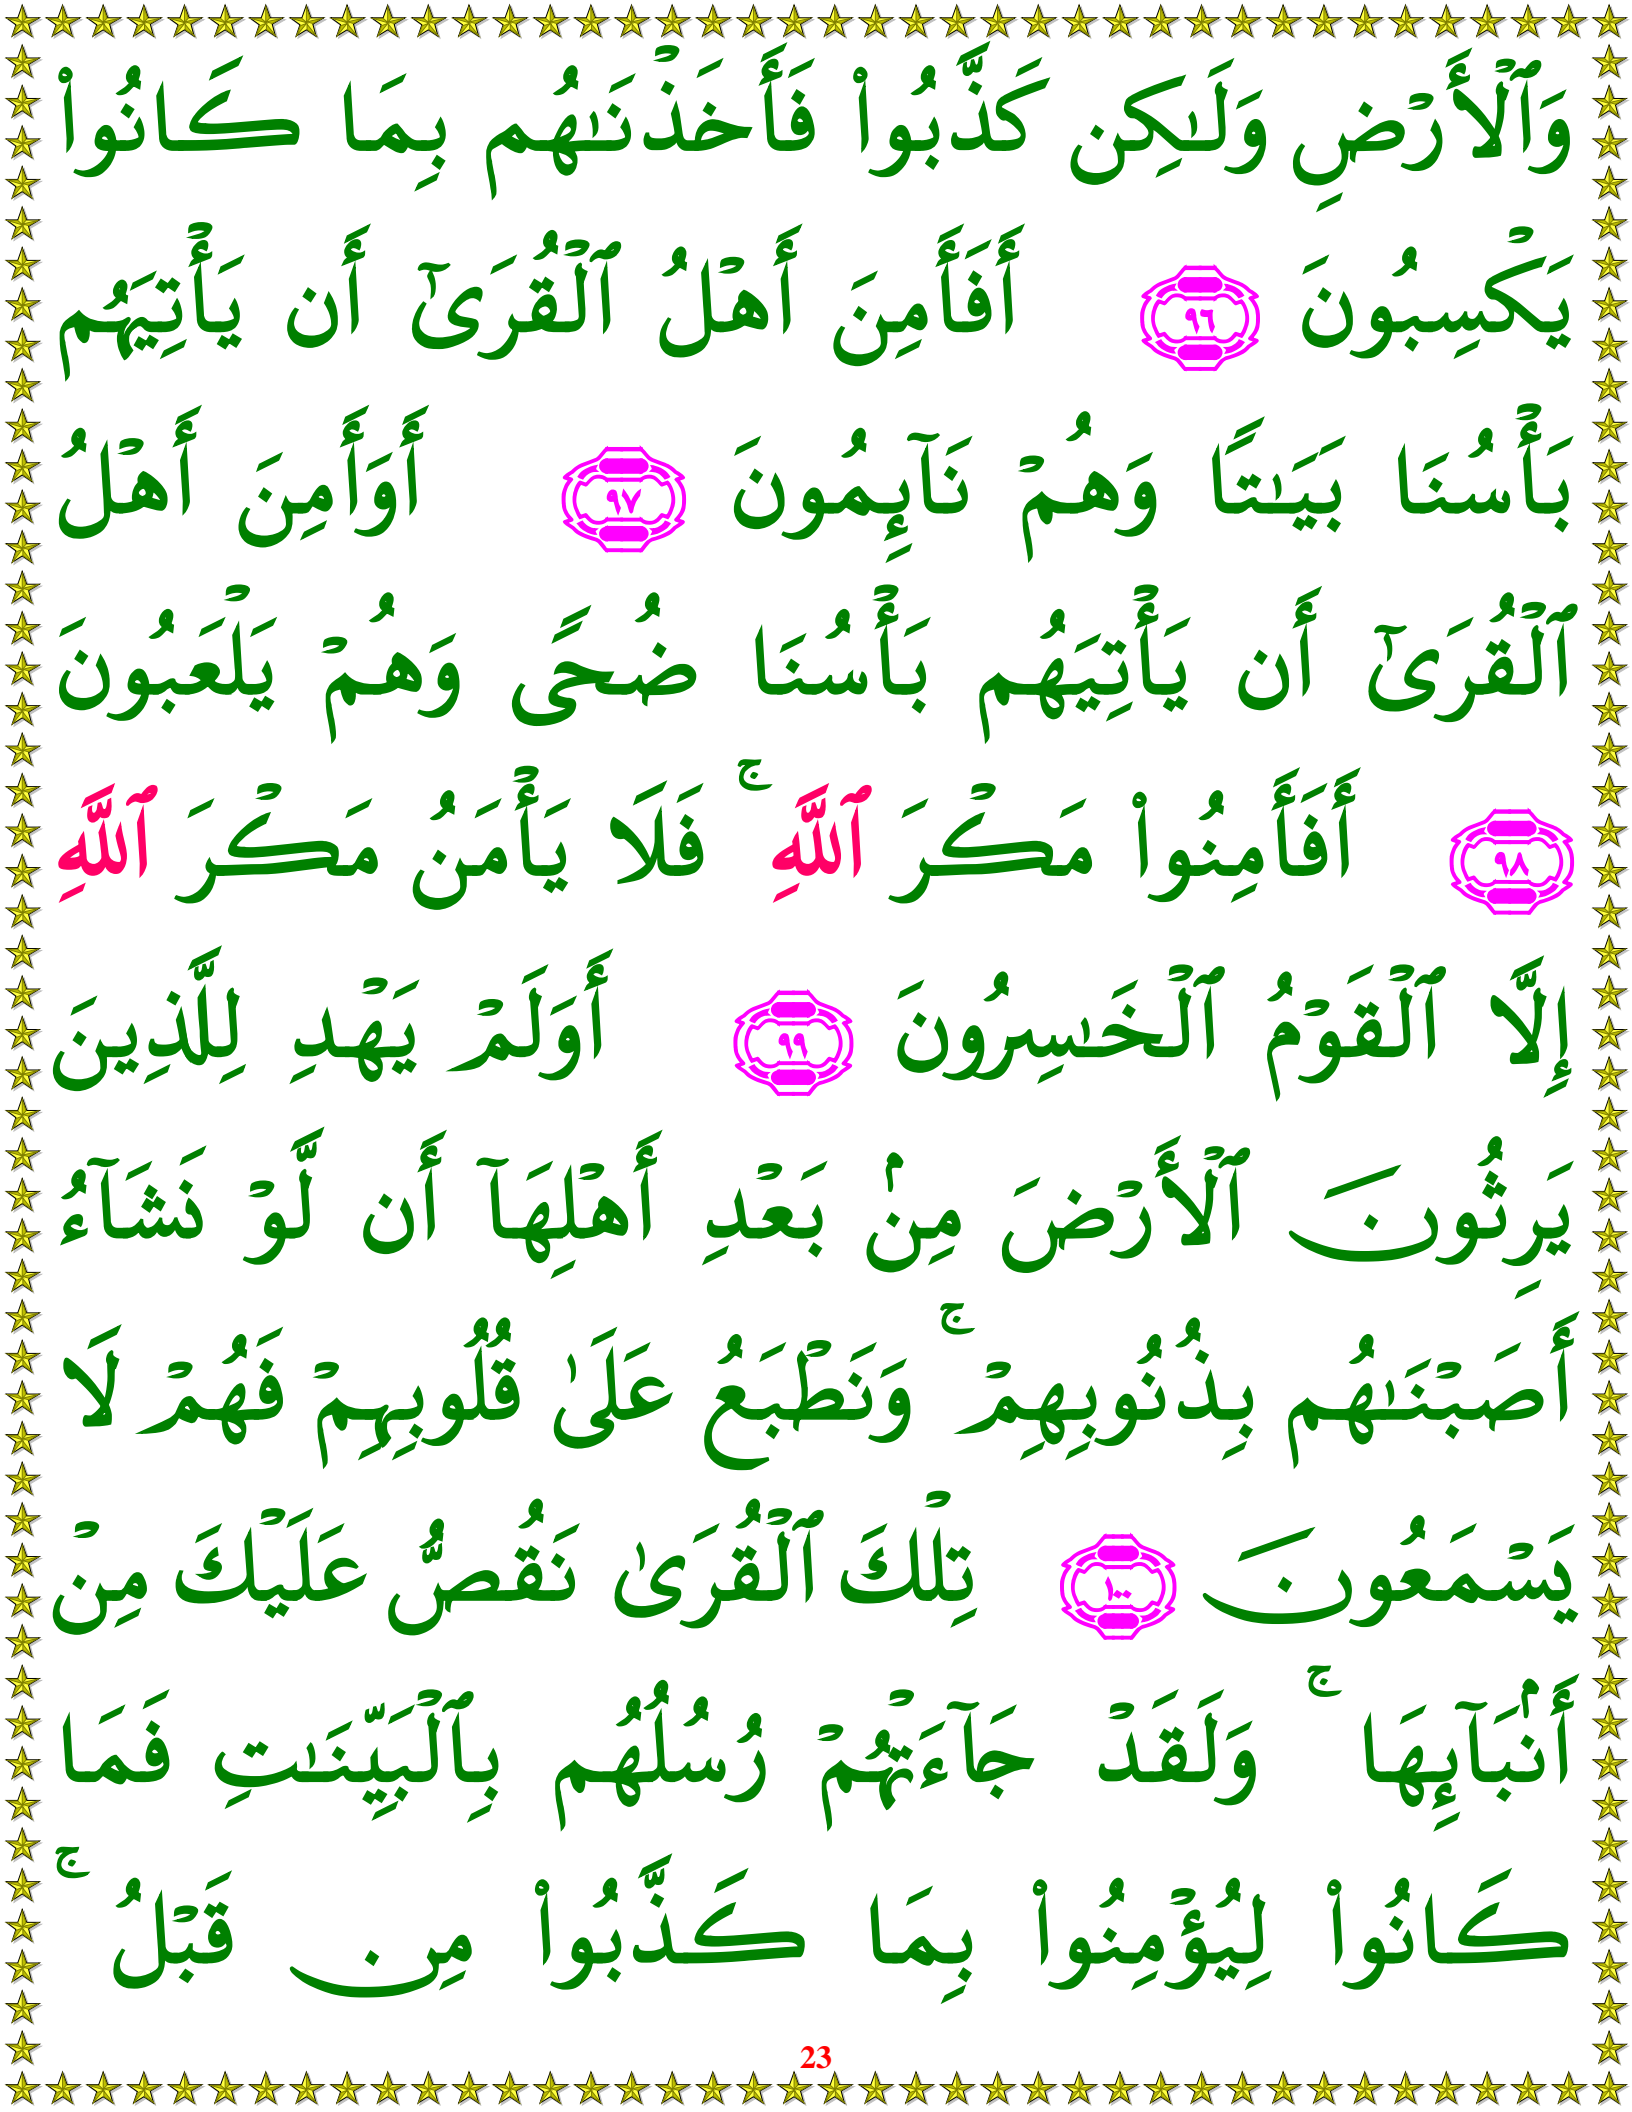 وَٱلْأَرْضِ وَلَـٰكِن كَذَّبُوا۟ فَأَخَذْنَـٰهُم بِمَا كَانُوا۟
يَكْسِبُونَ ٩٦ أَفَأَمِنَ أَهْلُ ٱلْقُرَىٰٓ أَن يَأْتِيَهُم
بَأْسُنَا بَيَـٰتًا وَهُمْ نَآئِمُونَ ٩٧ أَوَأَمِنَ أَهْلُ
ٱلْقُرَىٰٓ أَن يَأْتِيَهُم بَأْسُنَا ضُحًى وَهُمْ يَلْعَبُونَ
٩٨ أَفَأَمِنُوا۟ مَكْرَ ٱللَّهِ ۚ فَلَا يَأْمَنُ مَكْرَ ٱللَّهِ
إِلَّا ٱلْقَوْمُ ٱلْخَـٰسِرُونَ ٩٩ أَوَلَمْ يَهْدِ لِلَّذِينَ
يَرِثُونَ ٱلْأَرْضَ مِنۢ بَعْدِ أَهْلِهَآ أَن لَّوْ نَشَآءُ
أَصَبْنَـٰهُم بِذُنُوبِهِمْ ۚ وَنَطْبَعُ عَلَىٰ قُلُوبِهِمْ فَهُمْ لَا
يَسْمَعُونَ ١٠٠ تِلْكَ ٱلْقُرَىٰ نَقُصُّ عَلَيْكَ مِنْ
أَنۢبَآئِهَا ۚ وَلَقَدْ جَآءَتْهُمْ رُسُلُهُم بِٱلْبَيِّنَـٰتِ فَمَا
كَانُوا۟ لِيُؤْمِنُوا۟ بِمَا كَذَّبُوا۟ مِن قَبْلُ ۚ
23